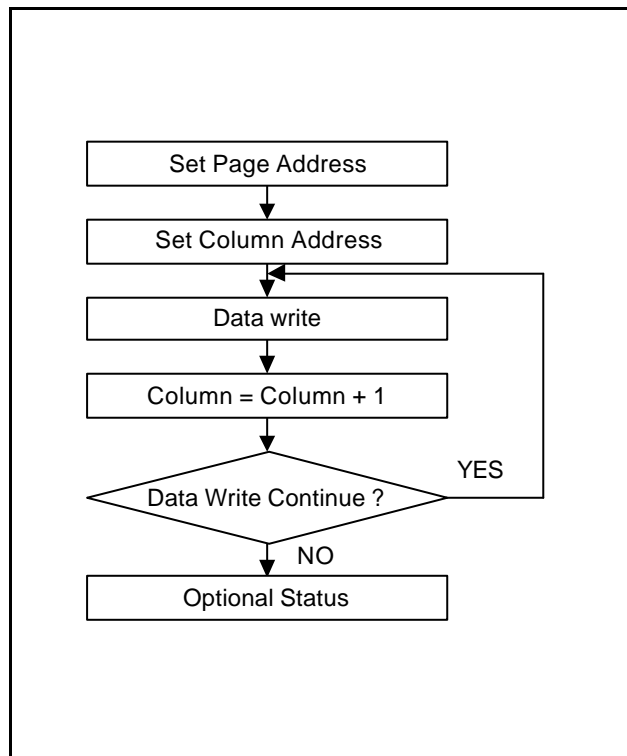 Set Page Address
Set Column Address
Data write
Column = Column + 1
Data Write Continue ?
YES
NO
Optional Status